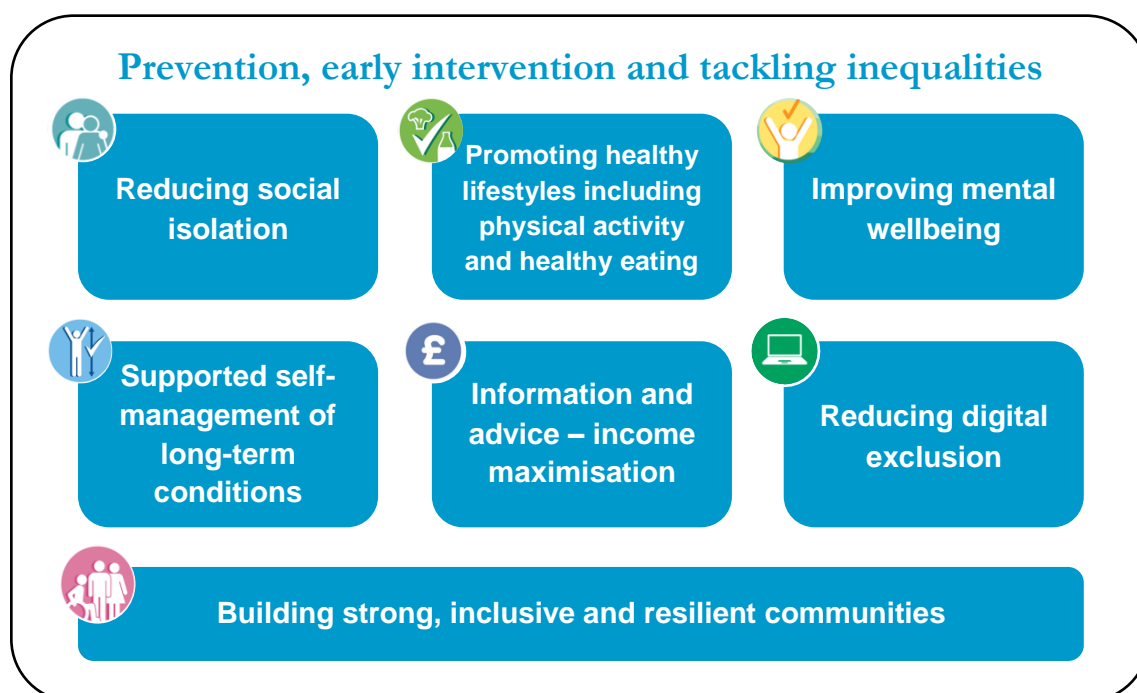 Prevention, early intervention and tackling inequalities
Reducing social
isolation
Promoting healthy
lifestyles including
physical activity
and healthy eating
Improving mental
wellbeing
Supported self-
management of
long-term
conditions
£
Information and
advice – income
maximisation
Reducing digital
exclusion
Building strong, inclusive and resilient communities